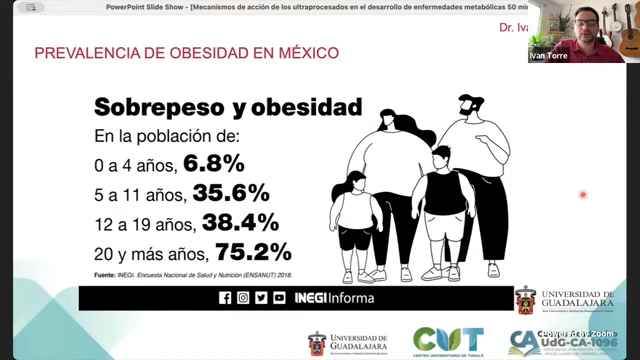 PowerPoint Slide Show - [Mecanismos de acción de los ultraprocesados en el desarrollo de enfermedades metabólicas 50 min
Dr. Iva
Ivan Torre
PREVALENCIA DE OBESIDAD EN MÉXICO
Sobrepeso y obesidad
En la población de:
0 a 4 años, 6.8%
5 a 11 años, 35.6%
12 a 19 años, 38.4%
20 y más años, 75.2%
Fuente: INEGI. Encuesta Nacional de Salud y Nutrición (ENSANUT) 2018.
INEGI Informa
UNIVERSIDAD DE
GUADALAJARA
UNIVERSIDAD DE
GUADALAJARA
CUT
CENTRO UNIVERSITARIO DE TONALÁ
CA
UdG-CA-1096